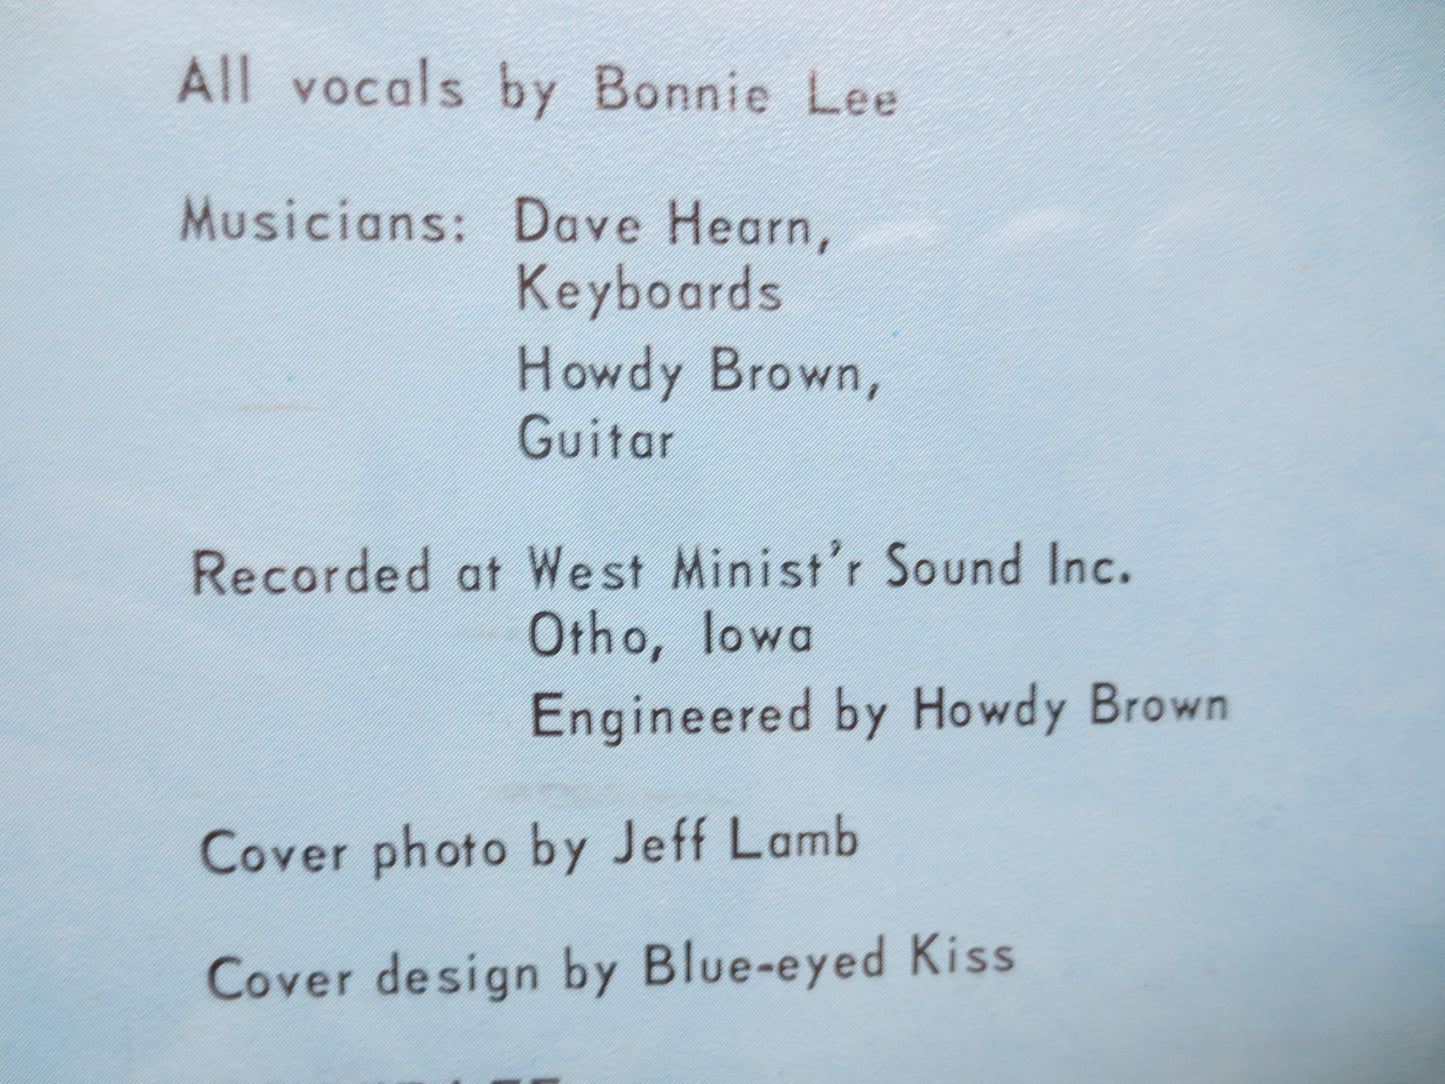 All vocals by Bonnie Lee
Musicians: Dave Hearn,
Keyboards
Howdy Brown,
Guitar
Recorded at West Minist'r Sound Inc.
Otho, Iowa
Engineered by Howdy Brown
Cover photo by Jeff Lamb
Cover design by Blue-eyed Kiss